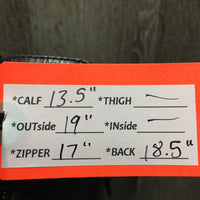 *CALF 13.5" *THIGH —
*OUTside 19" *INside —
*ZIPPER 17" *BACK 18.5"